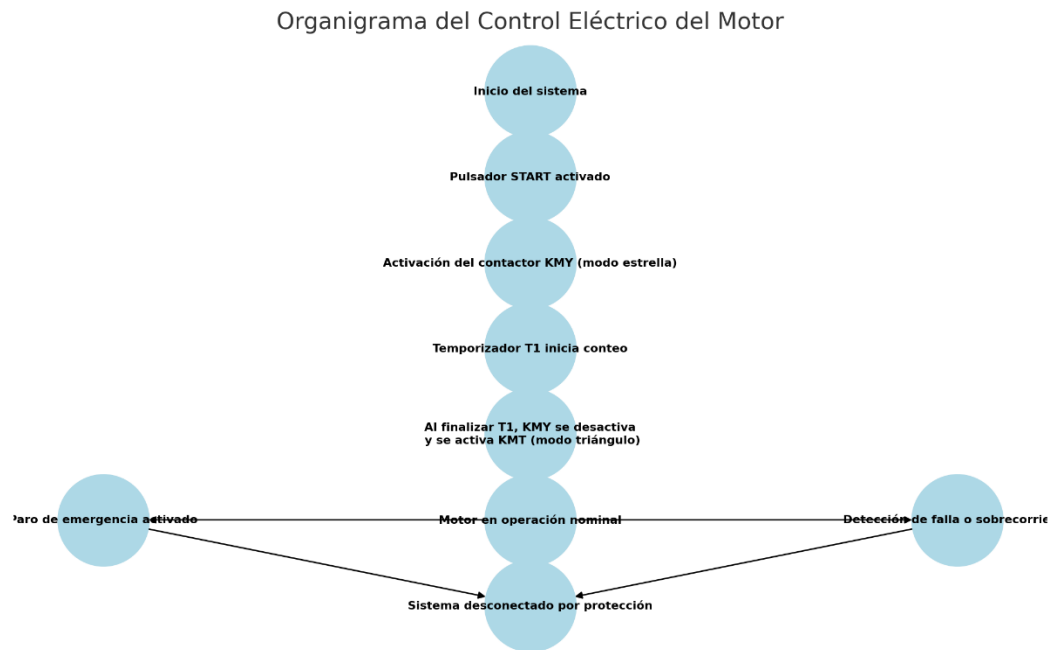 Organigrama del Control Eléctrico del Motor
Inicio del sistema
Pulsador START activado
Activación del contactor KMY (modo estrella)
Temporizador T1 inicia conteo
Al finalizar T1, KMY se desactiva
y se activa KMT (modo triángulo)
Paro de emergencia activado
Motor en operación nominal
Detección de falla o sobrecorrie
Sistema desconectado por protección